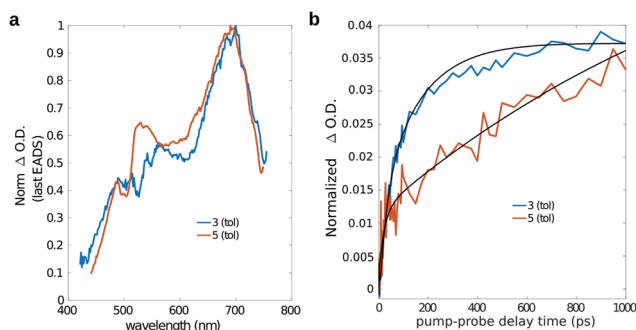 a
Norm Δ O.D.
(last EADS)
1
0.9
0.8
0.7
0.6
0.5
0.4
0.3
0.2
0.1
0
400 500 600 700 800
wavelength (nm)
3 (tol)
5 (tol)
b
Normalized Δ O.D.
0.04
0.035
0.03
0.025
0.02
0.015
0.01
0.005
0
0 200 400 600 800 1000
pump-probe delay time (ps)
3 (tol)
5 (tol)